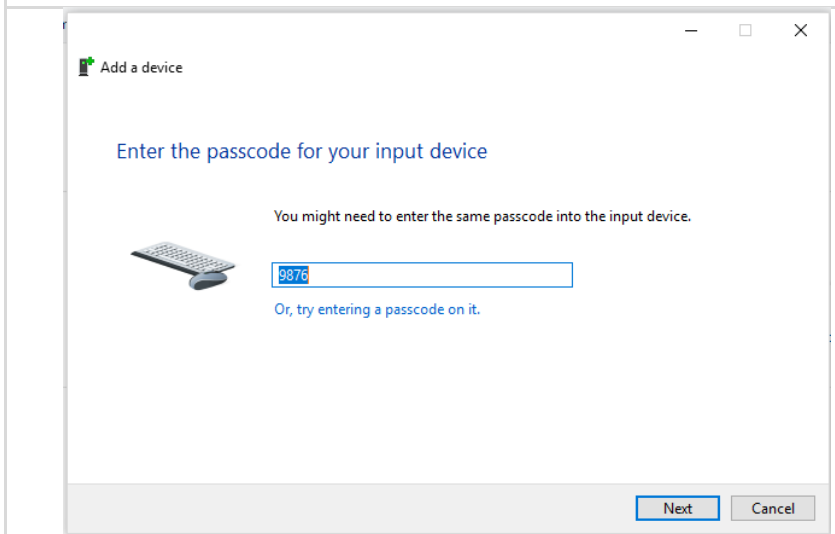 Add a device
Enter the passcode for your input device
You might need to enter the same passcode into the input device.
9876
Or, try entering a passcode on it.
Next Cancel